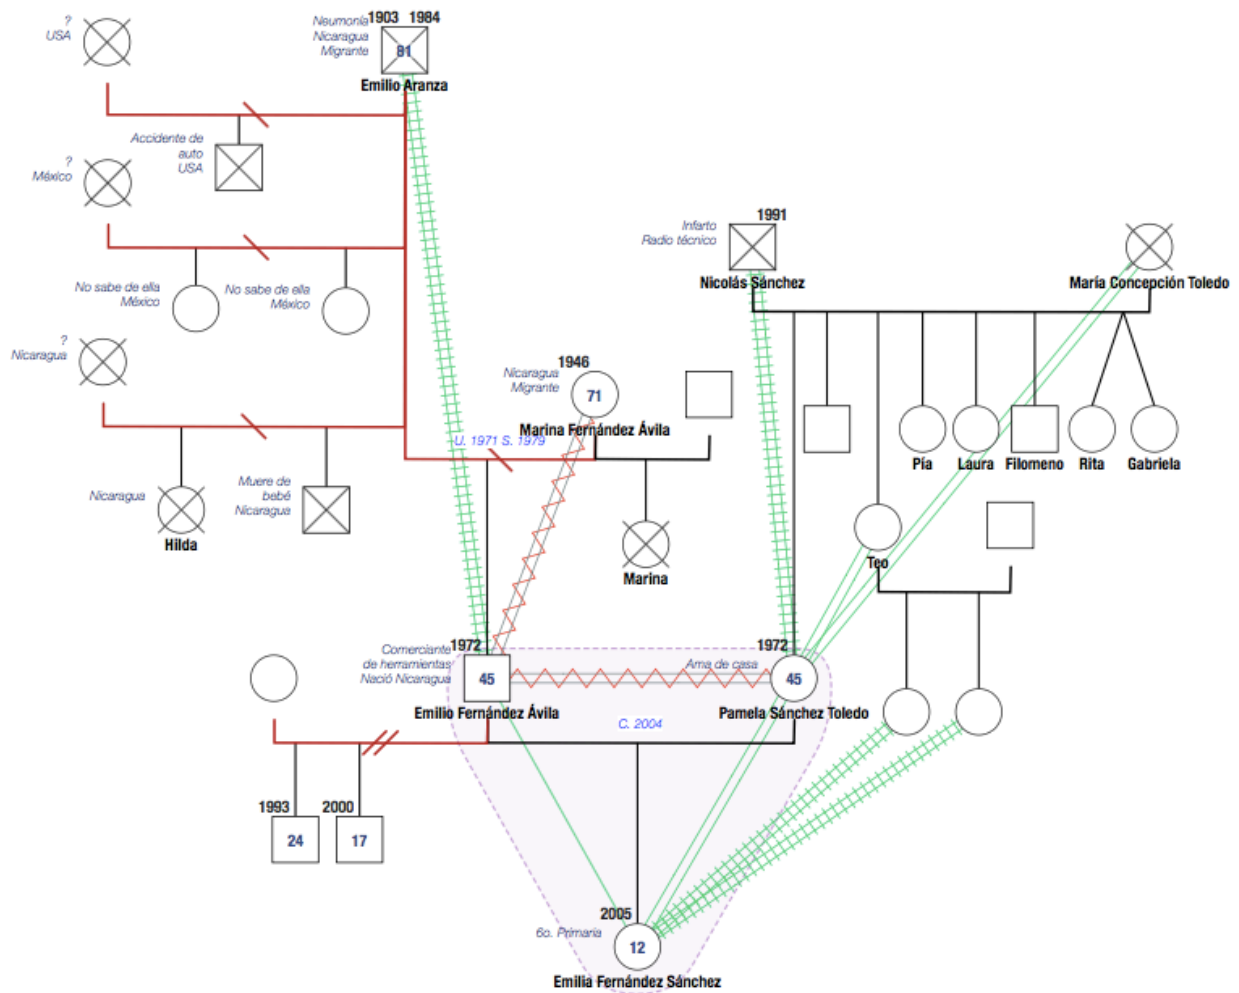 ?
USA
Neumonía
Nicaragua
Migrante
1903 1984
81
Emilio Aranza
Accidente de
auto
USA
?
México
No sabe de ella
México
No sabe de ella
México
Infarto
Radio técnico
1991
Nicolás Sánchez
María Concepción Toledo
?
Nicaragua
1946
Nicaragua
Migrante
71
Marina Fernández Ávila
U. 1971 S. 1979
Pía
Laura
Filomeno
Rita
Gabriela
Nicaragua
Hilda
Muere de
bebé
Nicaragua
Marina
Teo
1972
Comerciante
de herramientas
Nació Nicaragua
45
Emilio Fernández Ávila
1972
Ama de casa
45
Pamela Sánchez Toledo
C. 2004
1993
24
2000
17
2005
6o. Primaria
12
Emilia Fernández Sánchez